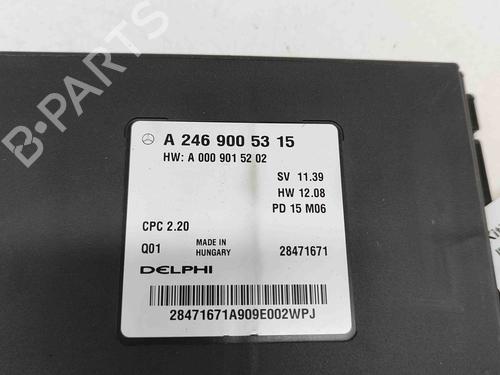 A 246 900 53 15
HW: A 000 901 52 02
SV 11.39
HW 12.08
PD 15 M06
CPC 2.20
Q01
MADE IN
HUNGARY
28471671
DELPHI
28471671A909E002WPJ
B-PARTS